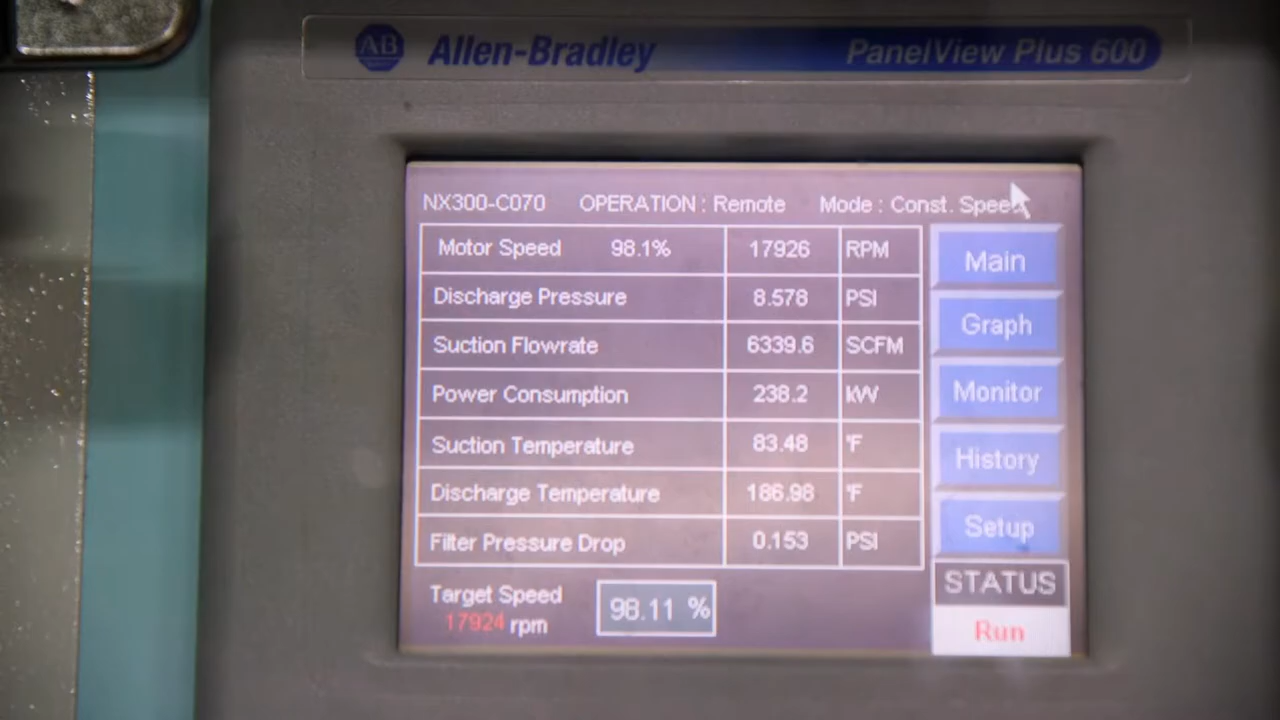 AB Allen-Bradley PanelView Plus 600
NX300-C070 OPERATION : Remote Mode : Const. Speed
Motor Speed 98.1% 17926 RPM
Discharge Pressure 8.578 PSI
Suction Flowrate 6339.6 SCFM
Power Consumption 238.2 kW
Suction Temperature 83.48 °F
Discharge Temperature 186.98 °F
Filter Pressure Drop 0.153 PSI
Target Speed
17924 rpm
98.11 %
Main
Graph
Monitor
History
Setup
STATUS
Run